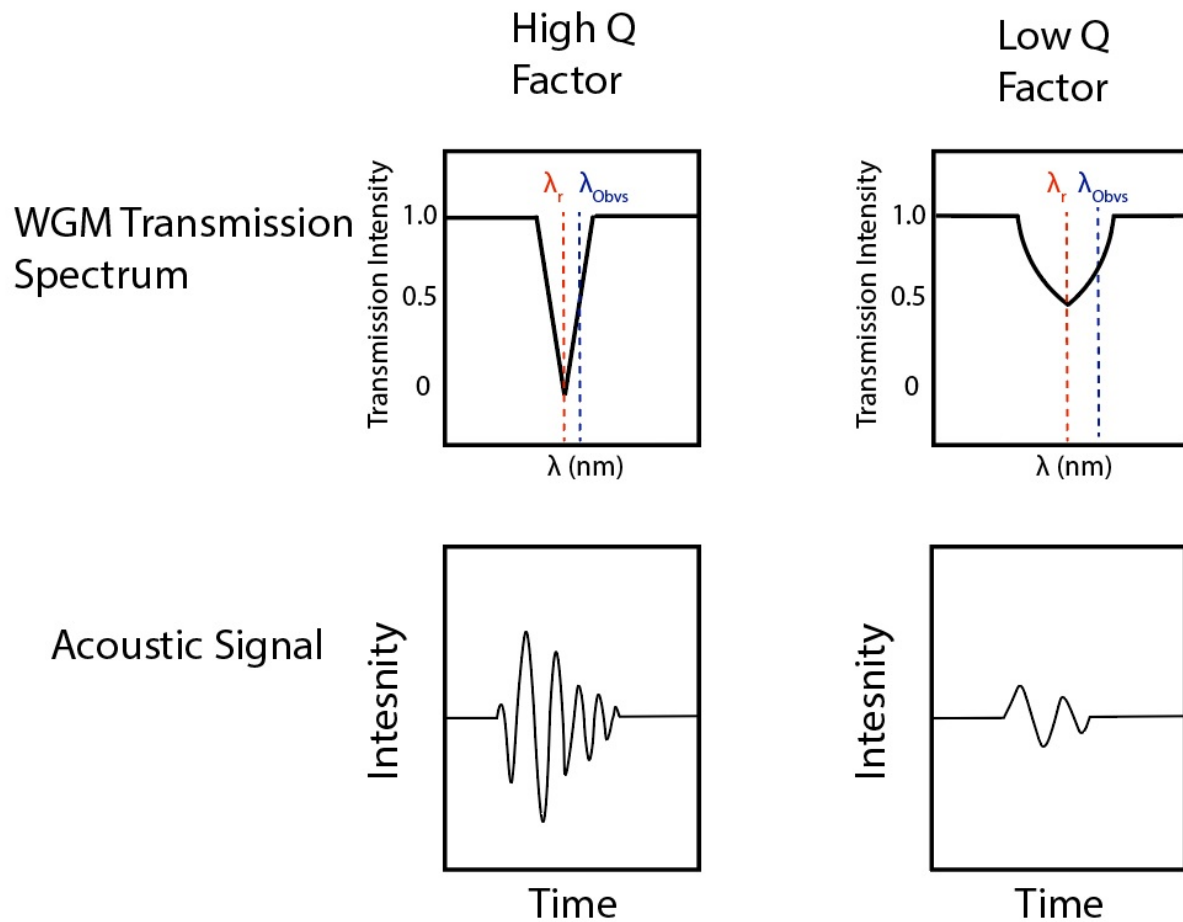 High Q
Factor
Low Q
Factor
WGM Transmission
Spectrum
Transmission Intensity
1.0
0.5
0
λr
λObvs
λ (nm)
Transmission Intensity
1.0
0.5
0
λr
λObvs
λ (nm)
Acoustic Signal
Intesnity
Time
Intesnity
Time